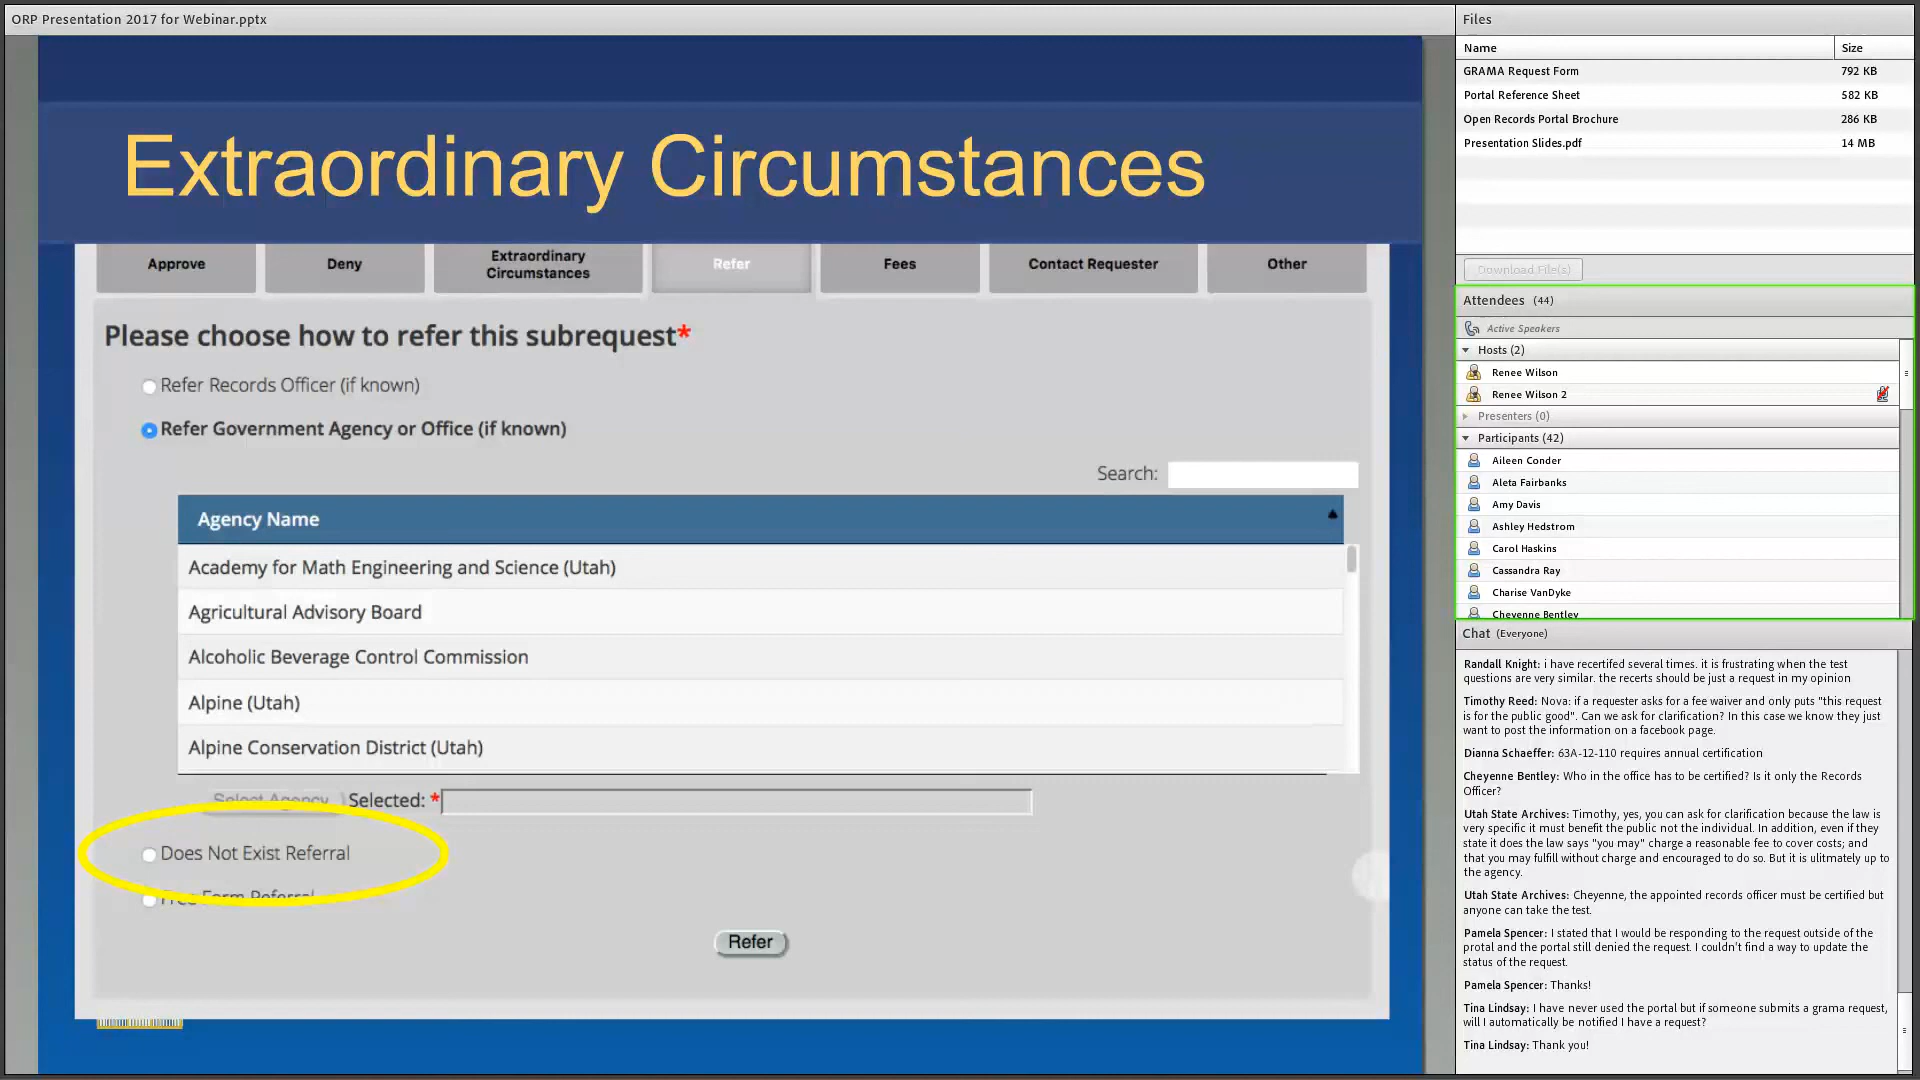 ORP Presentation 2017 for Webinar.pptx
Extraordinary Circumstances
Approve
Deny
Extraordinary
Circumstances
Refer
Fees
Contact Requester
Other
Please choose how to refer this subrequest*
Refer Records Officer (if known)
Refer Government Agency or Office (if known)
Search:
Agency Name
Academy for Math Engineering and Science (Utah)
Agricultural Advisory Board
Alcoholic Beverage Control Commission
Alpine (Utah)
Alpine Conservation District (Utah)
Select Agency Selected: *
Does Not Exist Referral
Free Form Referral
Refer
Files
Name Size
GRAMA Request Form 792 KB
Portal Reference Sheet 582 KB
Open Records Portal Brochure 286 KB
Presentation Slides.pdf 14 MB
Download File(s)
Attendees (44)
Active Speakers
Hosts (2)
Renee Wilson
Renee Wilson 2
Presenters (0)
Participants (42)
Aileen Conder
Aleta Fairbanks
Amy Davis
Ashley Hedstrom
Carol Haskins
Cassandra Ray
Charise VanDyke
Cheyenne Bentley
Chat (Everyone)
Randall Knight: i have recertifed several times. it is frustrating when the test
questions are very similar. the recerts should be just a request in my opinion
Timothy Reed: Nova: if a requester asks for a fee waiver and only puts "this request
is for the public good". Can we ask for clarification? In this case we know they just
want to post the information on a facebook page.
Dianna Schaeffer: 63A-12-110 requires annual certification
Cheyenne Bentley: Who in the office has to be certified? Is it only the Records
Officer?
Utah State Archives: Timothy, yes, you can ask for clarification because the law is
very specific it must benefit the public not the individual. In addition, even if they
state it does the law says "you may" charge a reasonable fee to cover costs; and
that you may fulfill without charge and encouraged to do so. But it is ulitmately up to
the agency.
Utah State Archives: Cheyenne, the appointed records officer must be certified but
anyone can take the test.
Pamela Spencer: I stated that I would be responding to the request outside of the
protal and the portal still denied the request. I couldn't find a way to update the
status of the request.
Pamela Spencer: Thanks!
Tina Lindsay: I have never used the portal but if someone submits a grama request,
will I automatically be notified I have a request?
Tina Lindsay: Thank you!